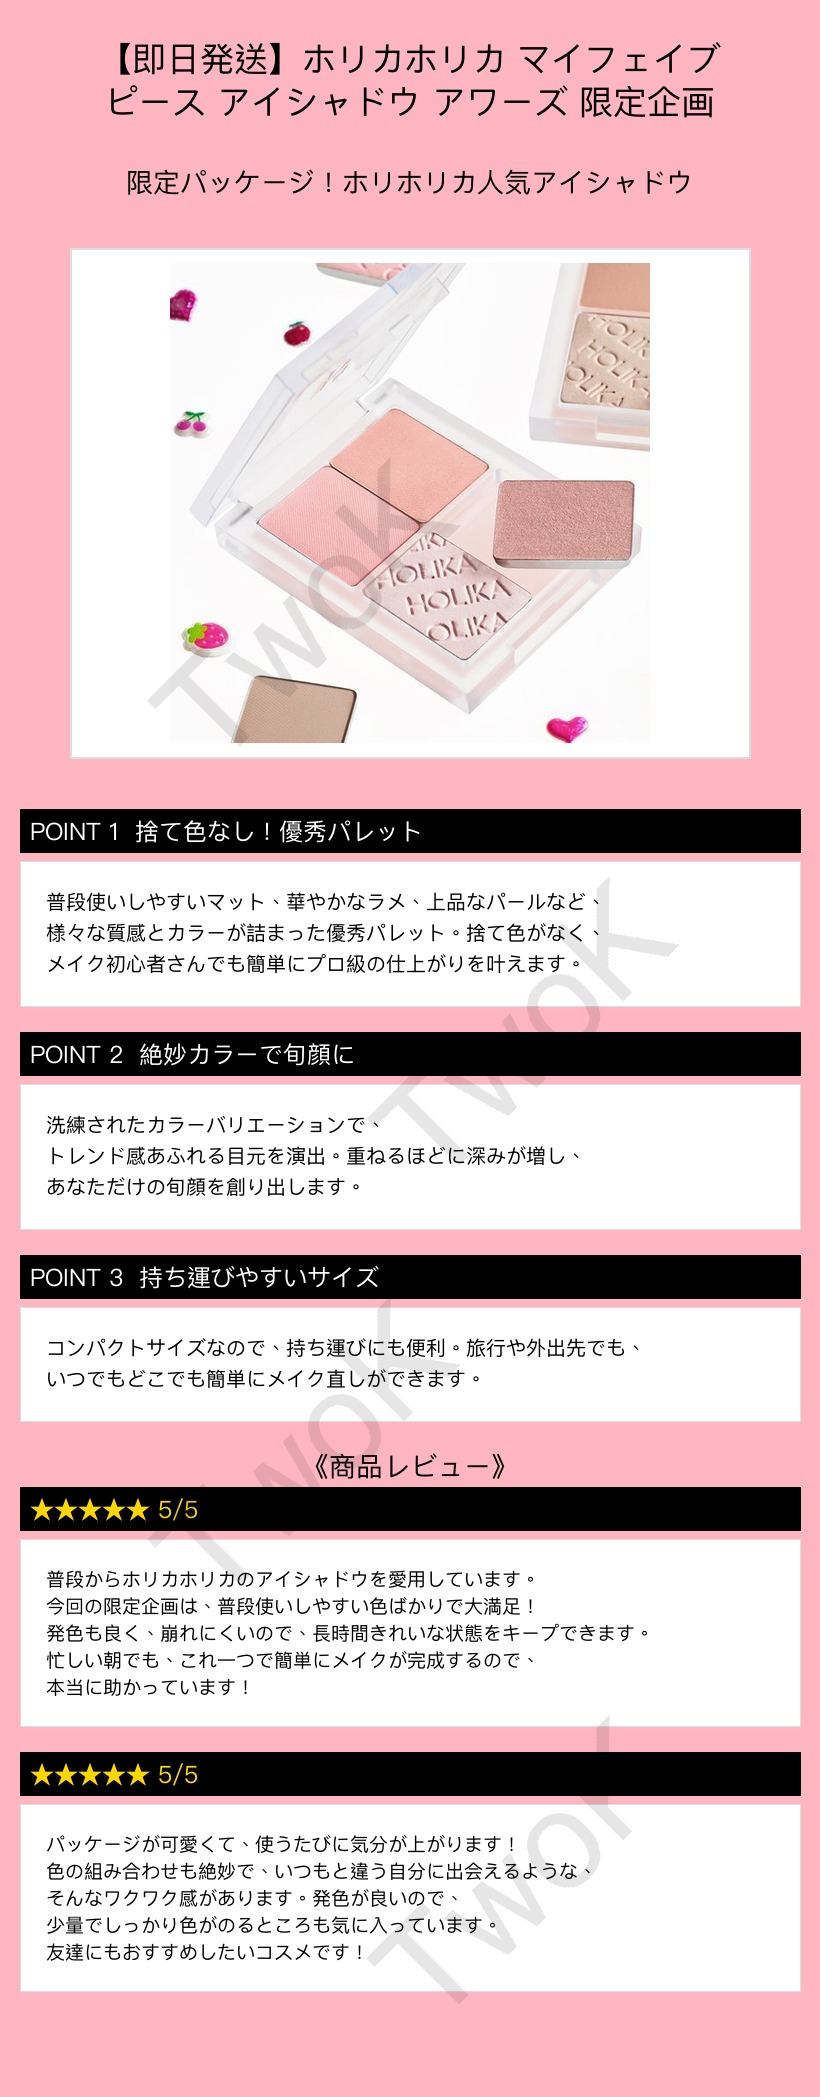 【即日発送】ホリカホリカ マイフェイブ
ピース アイシャドウ アワーズ 限定企画
限定パッケージ！ホリホリカ人気アイシャドウ
HOLIKA
HOLIKA
OLIKA
HOLIKA
OLIKA
TwoK
POINT 1 捨て色なし！優秀パレット
普段使いしやすいマット、華やかなラメ、上品なパールなど、
様々な質感とカラーが詰まった優秀パレット。捨て色がなく、
メイク初心者さんでも簡単にプロ級の仕上がりを叶えます。
TwoK
POINT 2 絶妙カラーで旬顔に
洗練されたカラーバリエーションで、
トレンド感あふれる目元を演出。重ねるほどに深みが増し、
あなただけの旬顔を創り出します。
POINT 3 持ち運びやすいサイズ
コンパクトサイズなので、持ち運びにも便利。旅行や外出先でも、
いつでもどこでも簡単にメイク直しができます。
TwoK
《商品レビュー》
★★★★★ 5/5
普段からホリカホリカのアイシャドウを愛用しています。
今回の限定企画は、普段使いしやすい色ばかりで大満足！
発色も良く、崩れにくいので、長時間きれいな状態をキープできます。
忙しい朝でも、これ一つで簡単にメイクが完成するので、
本当に助かっています！
★★★★★ 5/5
パッケージが可愛くて、使うたびに気分が上がります！
色の組み合わせも絶妙で、いつもと違う自分に出会えるような、
そんなワクワク感があります。発色が良いので、
少量でしっかり色がのるところも気に入っています。
友達にもおすすめしたいコスメです！
TwoK